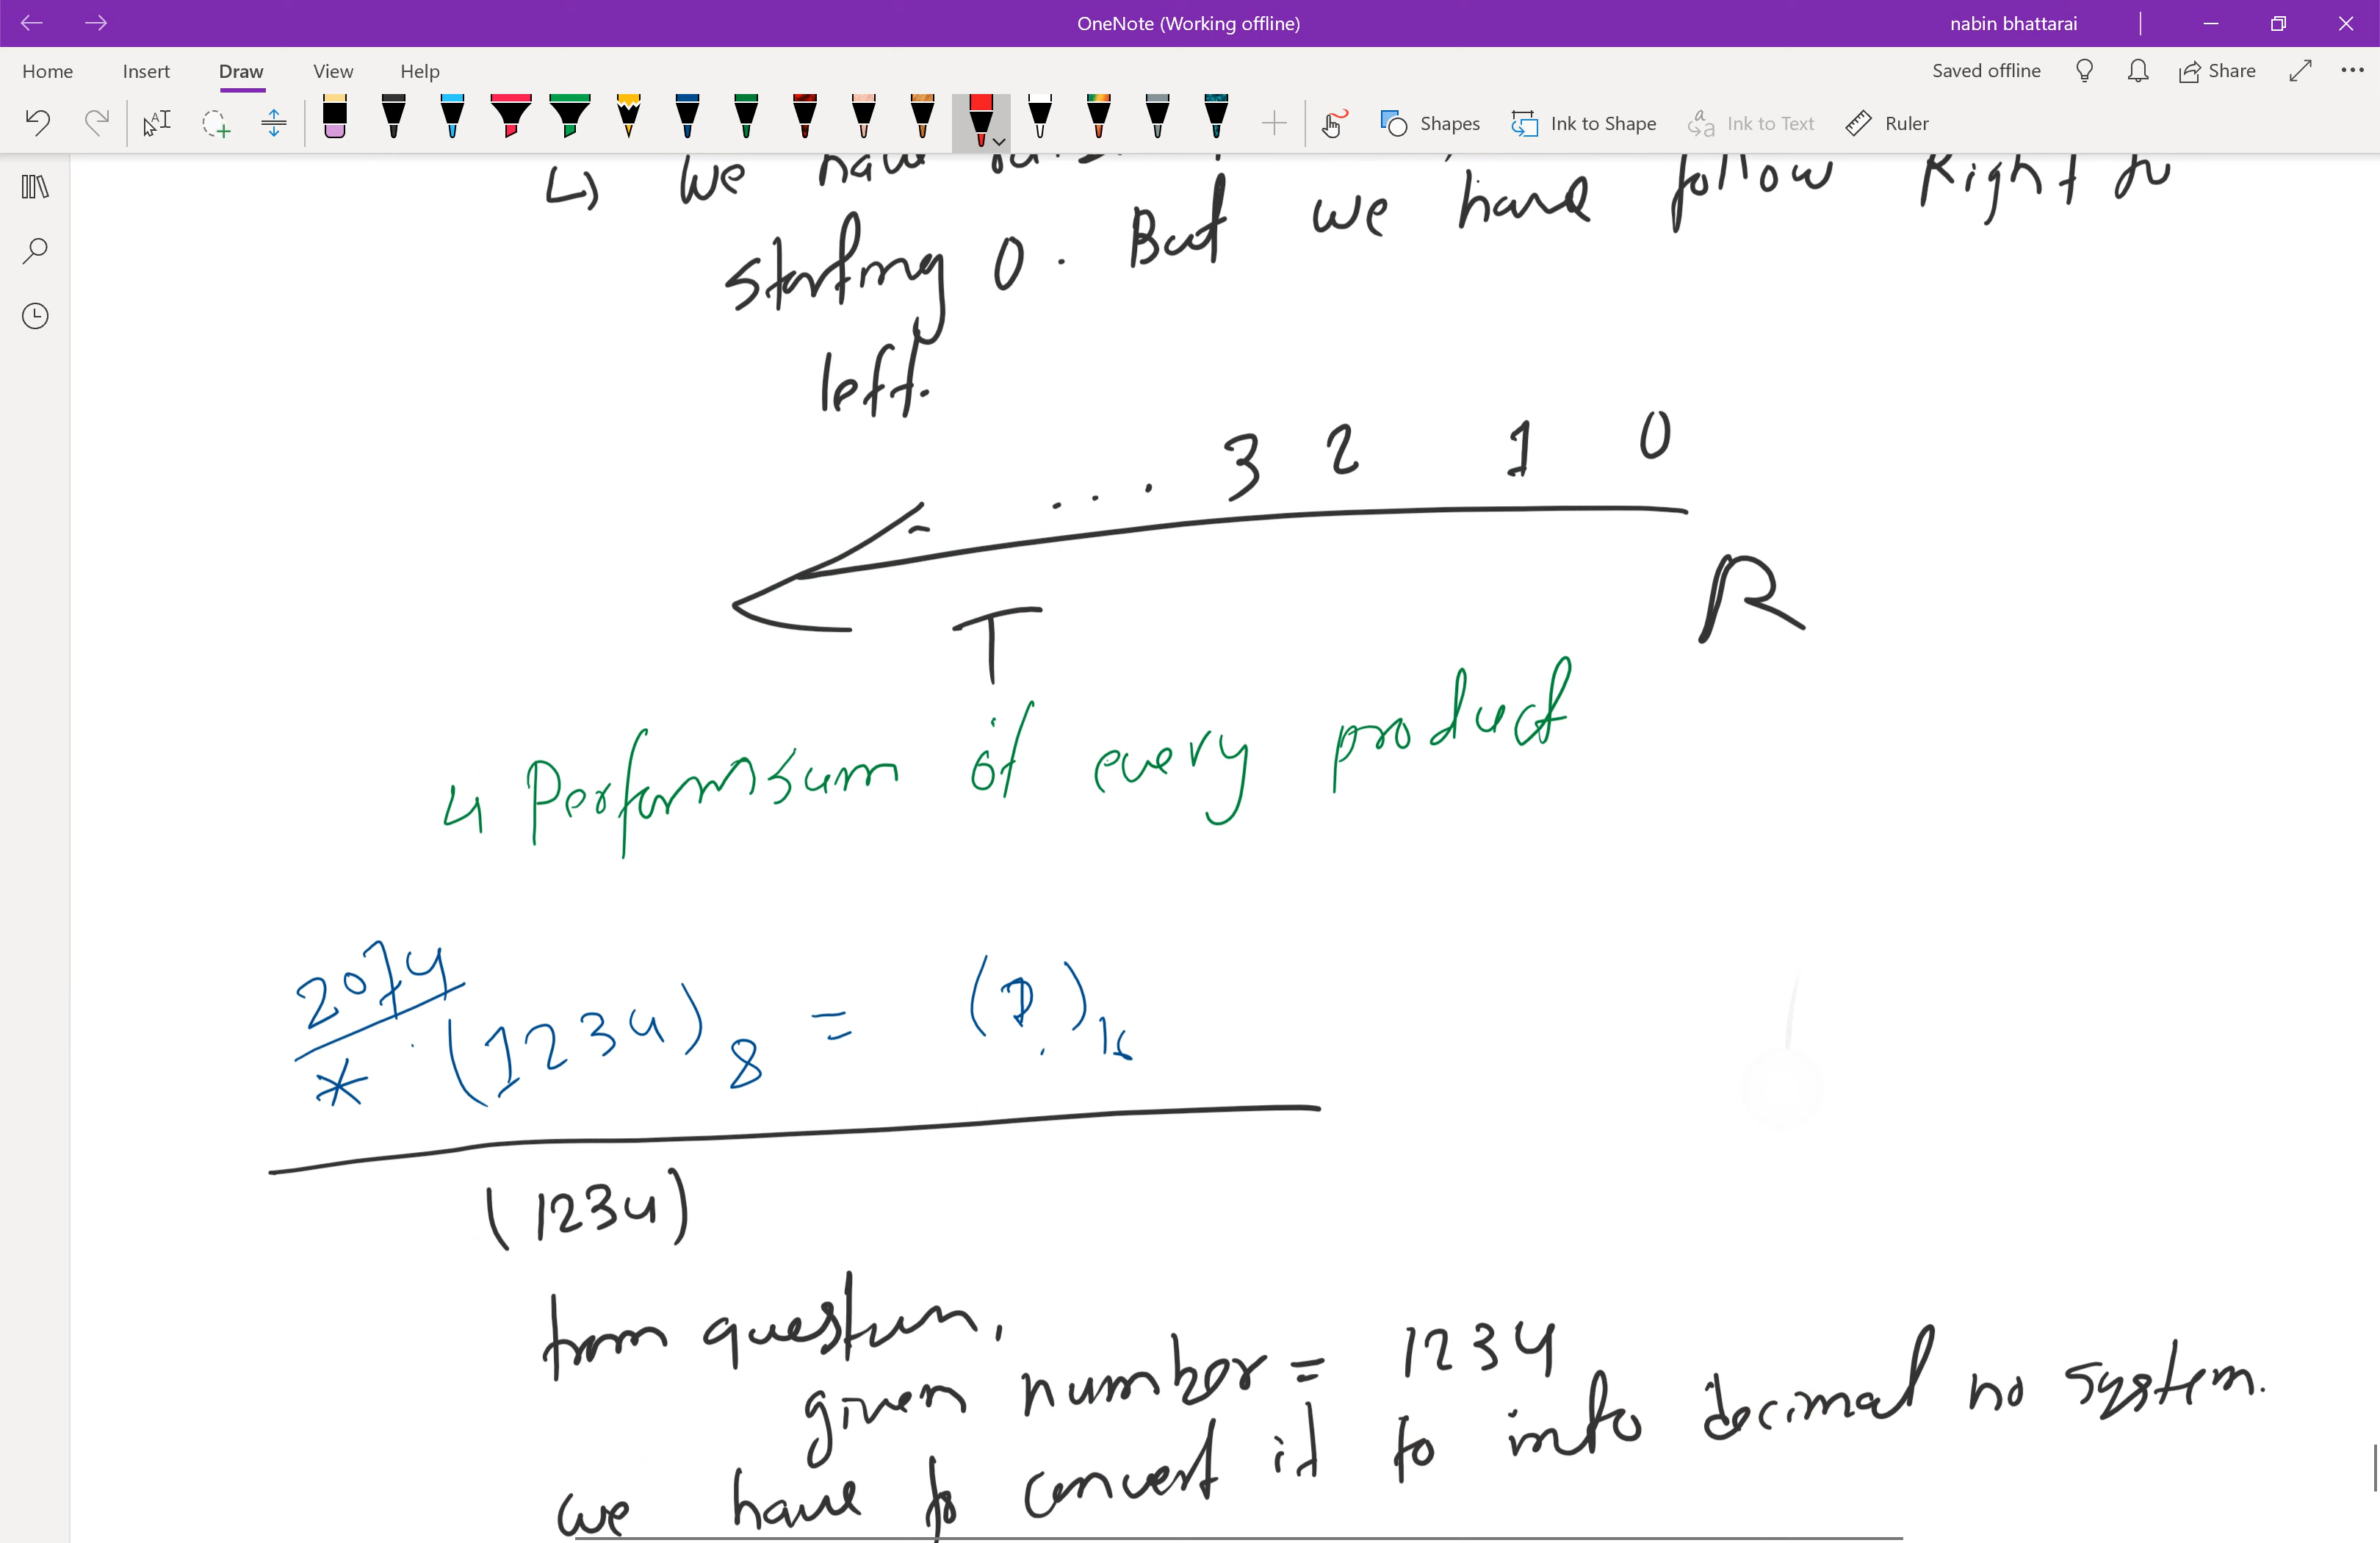 OneNote (Working offline)
nabin bhattarai
Home Insert Draw View Help
Saved offline
Share
Shapes
Ink to Shape
Ink to Text
Ruler
↳ we have follow Right to
starting 0. But we have
left.
... 3 2 1 0
R
4 Perform sum of every product
2074
* (1234)8 = (?)16
(1234)
from question,
given number = 1234
we have to convert it to into decimal no system.